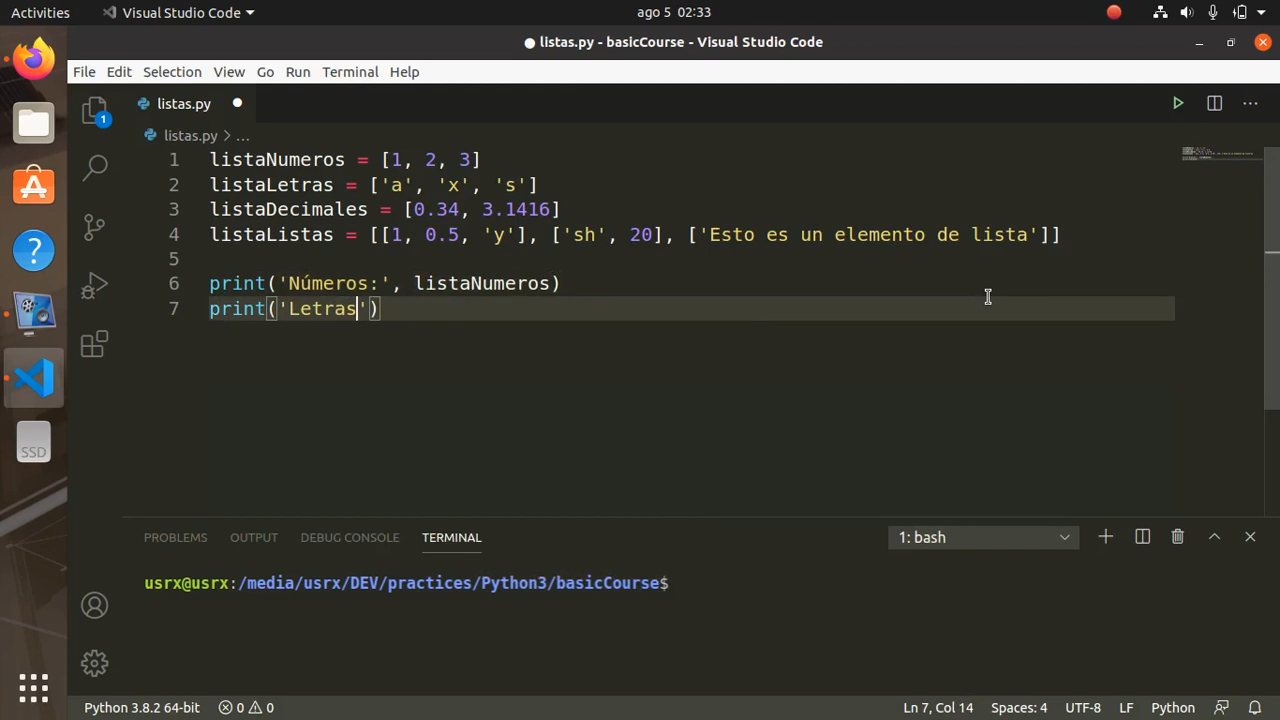 Activities Visual Studio Code ago 5 02:33
listas.py - basicCourse - Visual Studio Code
File Edit Selection View Go Run Terminal Help
1 listas.py
listas.py > ...
1 listaNumeros = [1, 2, 3]
2 listaLetras = ['a', 'x', 's']
3 listaDecimales = [0.34, 3.1416]
4 listaListas = [[1, 0.5, 'y'], ['sh', 20], ['Esto es un elemento de lista']]
5
6 print('Números:', listaNumeros)
7 print('Letras')
SSD
PROBLEMS OUTPUT DEBUG CONSOLE TERMINAL 1: bash
usrx@usrx:/media/usrx/DEV/practices/Python3/basicCourse$
Python 3.8.2 64-bit 0 0 Ln 7, Col 14 Spaces: 4 UTF-8 LF Python